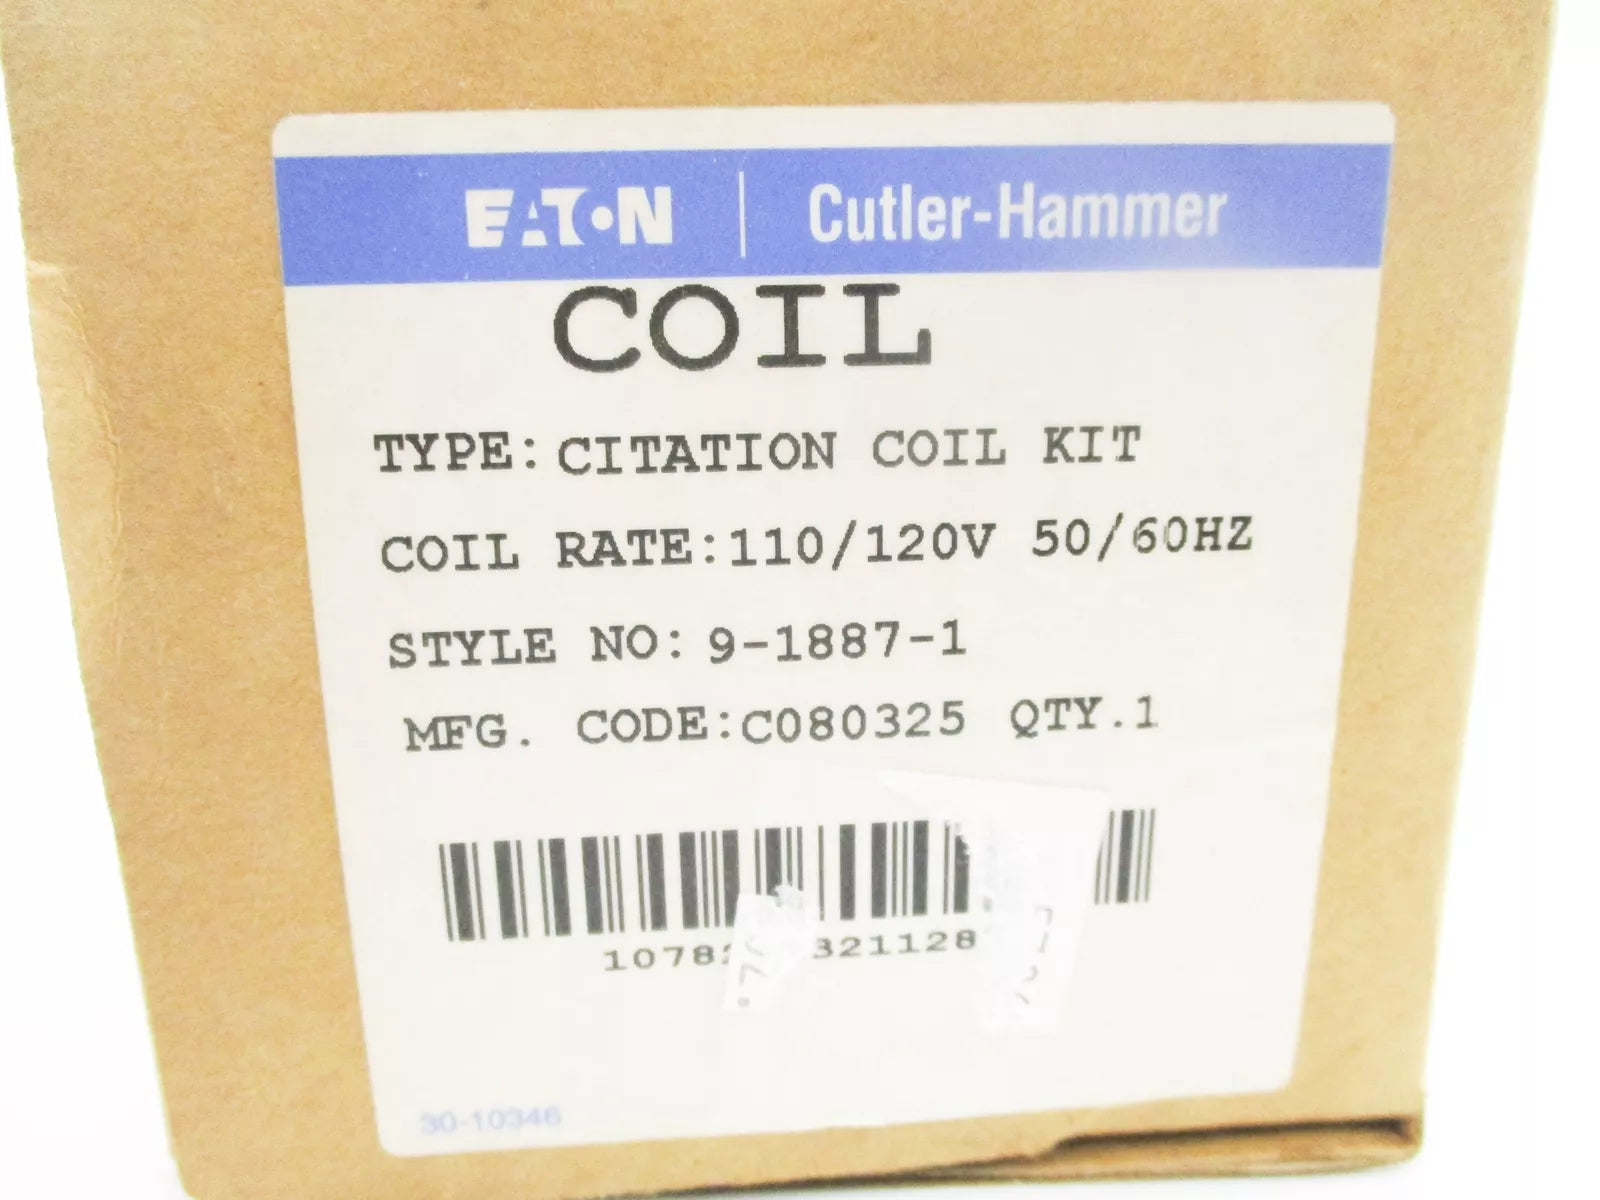 EATON | Cutler-Hammer
COIL
TYPE: CITATION COIL KIT
COIL RATE: 110/120V 50/60HZ
STYLE NO: 9-1887-1
MFG. CODE: C080325 QTY.1
30-10346